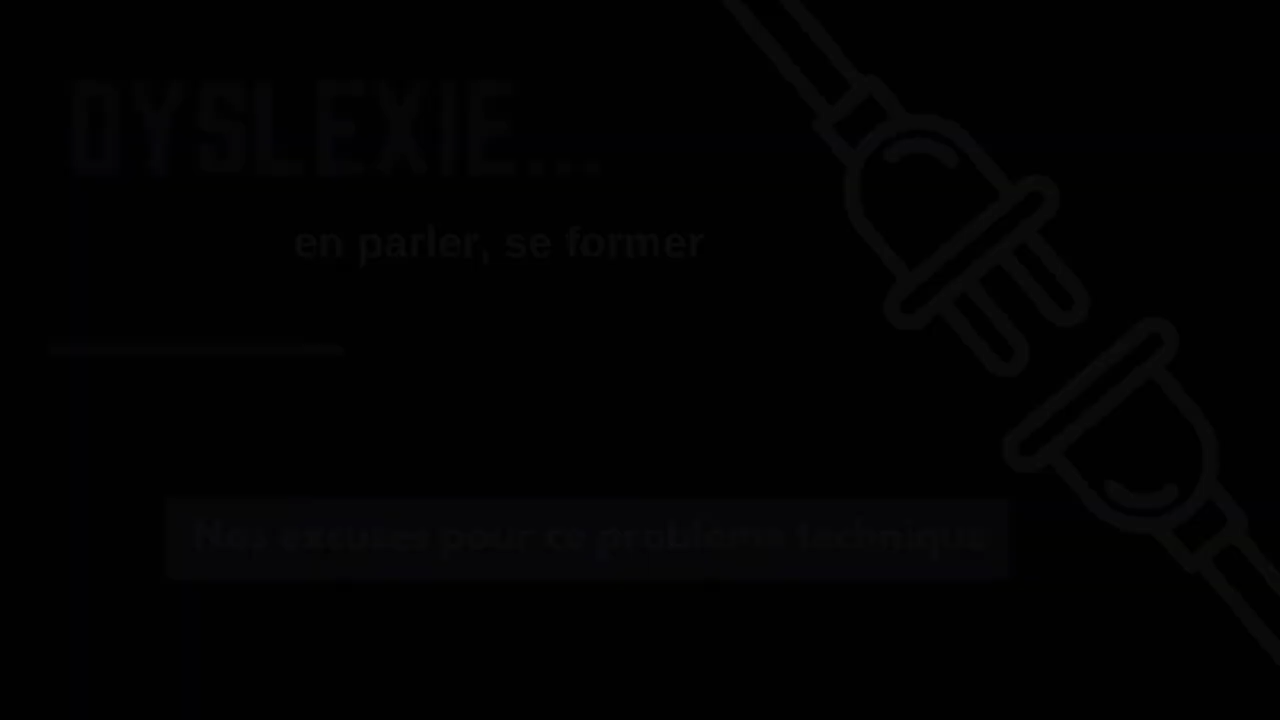 DYSLEXIE...
en parler, se former
Nos excuses pour ce problème technique